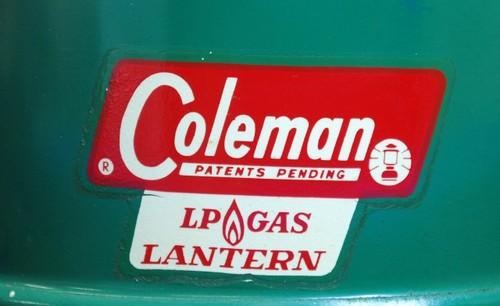 Coleman
®
PATENTS PENDING
LP GAS
LANTERN